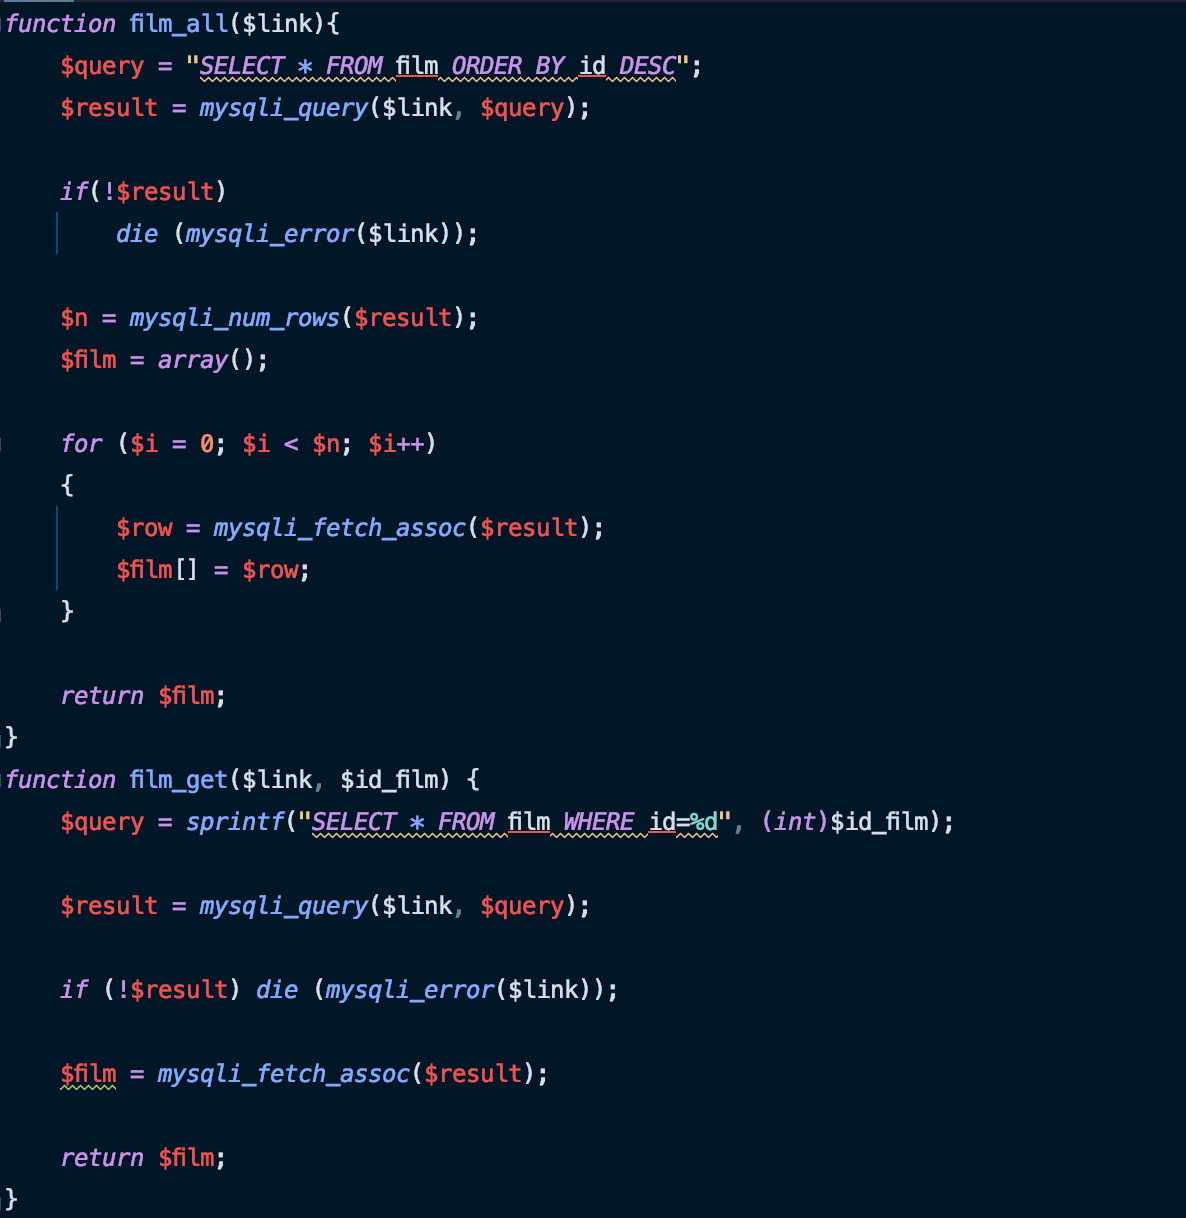 function film_all($link){
$query = "SELECT * FROM film ORDER BY id DESC";
$result = mysqli_query($link, $query);
if(!$result)
die (mysqli_error($link));
$n = mysqli_num_rows($result);
$film = array();
for ($i = 0; $i < $n; $i++)
{
$row = mysqli_fetch_assoc($result);
$film[] = $row;
}
return $film;
}
function film_get($link, $id_film) {
$query = sprintf("SELECT * FROM film WHERE id=%d", (int)$id_film);
$result = mysqli_query($link, $query);
if (!$result) die (mysqli_error($link));
$film = mysqli_fetch_assoc($result);
return $film;
}